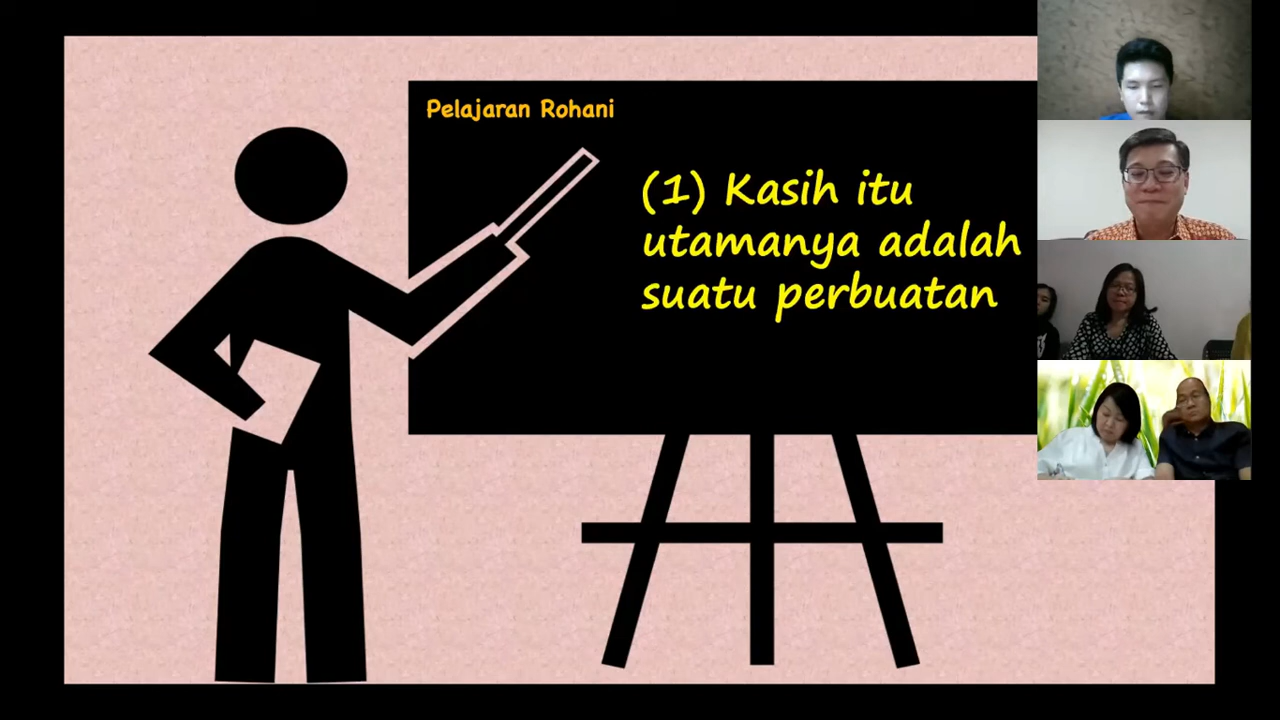 Pelajaran Rohani
(1) Kasih itu
utamanya adalah
suatu perbuatan